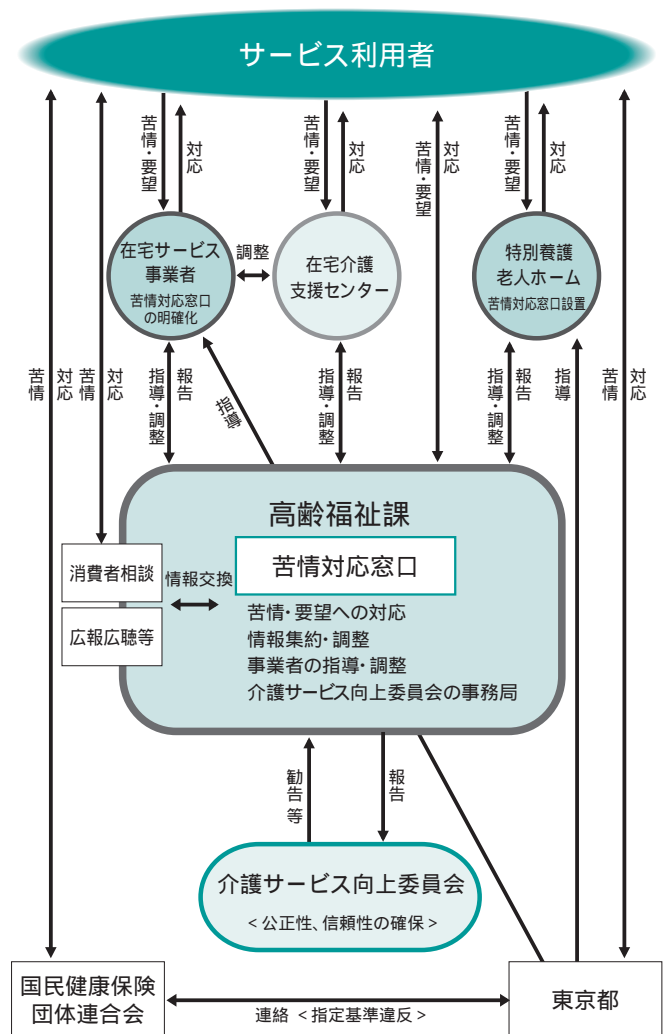 サービス利用者
苦情・要望
対応
苦情・要望
対応
苦情・要望
苦情・要望
対応
在宅サービス
事業者
苦情対応窓口
の明確化
調整
在宅介護
支援センター
特別養護
老人ホーム
苦情対応窓口設置
苦情
対応
苦情
対応
指導・調整
報告
指導
指導・調整
報告
指導・調整
報告
指導
苦情
対応
高齢福祉課
苦情対応窓口
消費者相談
情報交換
広報広聴等
苦情・要望への対応
情報集約・調整
事業者の指導・調整
介護サービス向上委員会の事務局
勧告等
報告
介護サービス向上委員会
<公正性、信頼性の確保>
国民健康保険
団体連合会
連絡 <指定基準違反>
東京都